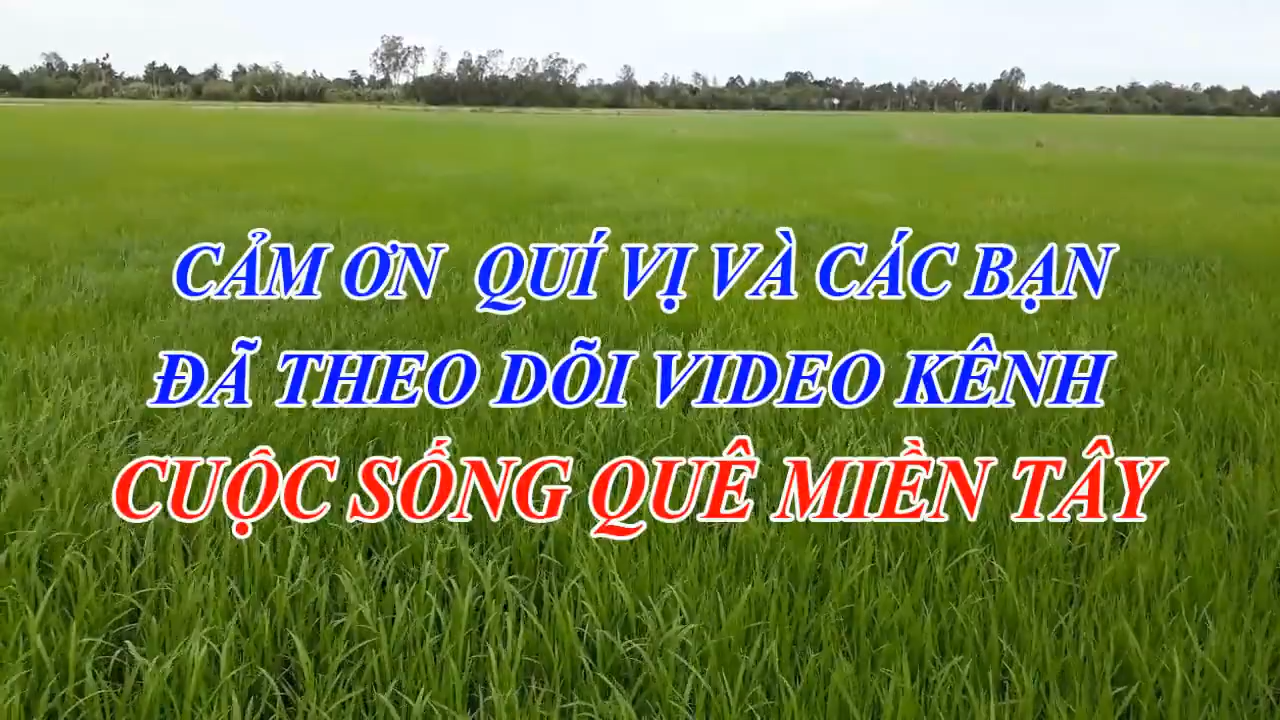 CẢM ƠN QUÍ VỊ VÀ CÁC BẠN
ĐÃ THEO DÕI VIDEO KÊNH
CUỘC SỐNG QUÊ MIỀN TÂY